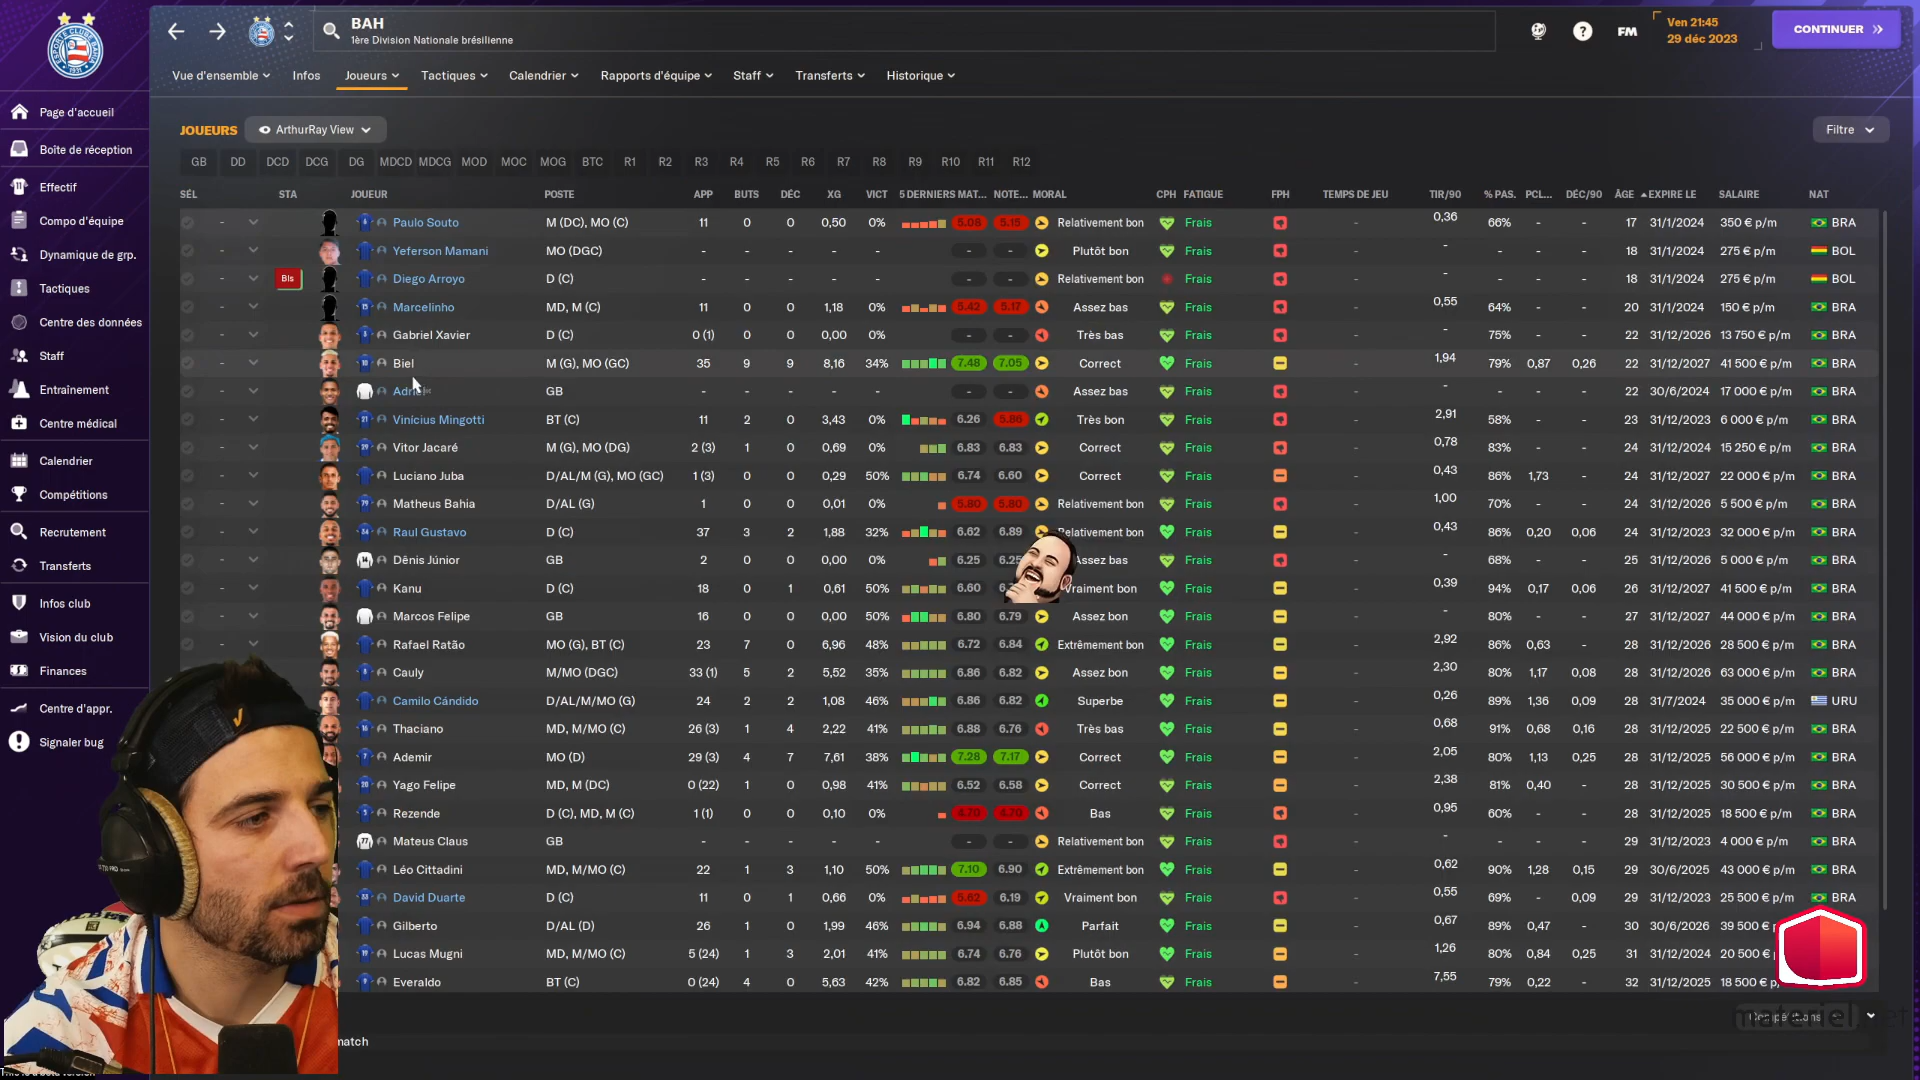 BAH
1ère Division Nationale brésilienne
Ven 21:45
29 déc 2023
FM
CONTINUER
Vue d'ensemble Infos Joueurs Tactiques Calendrier Rapports d'équipe Staff Transferts Historique
Page d'accueil
Boîte de réception
Effectif
Compo d'équipe
Dynamique de grp.
Tactiques
Centre des données
Staff
Entraînement
Centre médical
Calendrier
Compétitions
Recrutement
Transferts
Infos club
Vision du club
Finances
Centre d'appr.
Signaler bug
JOUEURS ArthurRay View Filtre
GB DD DCD DCG DG MDCD MDCG MOD MOC MOG BTC R1 R2 R3 R4 R5 R6 R7 R8 R9 R10 R11 R12
SÉL STA JOUEUR POSTE APP BUTS DÉC XG VICT 5 DERNIERS MAT... NOTE... MORAL CPH FATIGUE FPH TEMPS DE JEU TIR/90 % PAS. PCL... DÉC/90 ÂGE EXPIRE LE SALAIRE NAT
Paulo Souto M (DC), MO (C) 11 0 0 0,50 0% 5.08 5.15 Relativement bon Frais - 0,36 66% - - 17 31/1/2024 350 € p/m BRA
Yeferson Mamani MO (DGC) - - - - - - - Plutôt bon Frais - - - - 18 31/1/2024 275 € p/m BOL
Bls Diego Arroyo D (C) - - - - - - - Relativement bon Frais - - - - 18 31/1/2024 275 € p/m BOL
Marcelinho MD, M (C) 11 0 0 1,18 0% 5.42 5.17 Assez bas Frais - 0,55 64% - - 20 31/1/2024 150 € p/m BRA
Gabriel Xavier D (C) 0 (1) 0 0 0,00 0% - - Très bas Frais - - 75% - - 22 31/12/2026 13 750 € p/m BRA
Biel M (G), MO (GC) 35 9 9 8,16 34% 7.48 7.05 Correct Frais - 1,94 79% 0,87 0,26 22 31/12/2027 41 500 € p/m BRA
GB - - - - - - - Assez bas Frais - - - - 22 30/6/2024 17 000 € p/m BRA
Vinícius Mingotti BT (C) 11 2 0 3,43 0% 6.26 5.86 Très bon Frais - 2,91 58% - - 23 31/12/2023 6 000 € p/m BRA
Vitor Jacaré M (G), MO (DG) 2 (3) 1 0 0,69 0% 6.83 6.83 Correct Frais - 0,78 83% - - 24 31/12/2024 15 250 € p/m BRA
Luciano Juba D/AL/M (G), MO (GC) 1 (3) 0 0 0,29 50% 6.74 6.60 Correct Frais - 0,43 86% 1,73 - 24 31/12/2027 22 000 € p/m BRA
Matheus Bahia D/AL (G) 1 0 0 0,01 0% 5.80 5.80 Relativement bon Frais - 1,00 70% - - 24 31/12/2026 5 500 € p/m BRA
Raul Gustavo D (C) 37 3 2 1,88 32% 6.62 6.89 Relativement bon Frais - 0,43 86% 0,20 0,06 24 31/12/2023 32 000 € p/m BRA
Dênis Júnior GB 2 0 0 0,00 0% 6.25 6.25 Assez bas Frais - - 68% - - 25 31/12/2026 5 000 € p/m BRA
Kanu D (C) 18 0 1 0,61 50% 6.60 Vraiment bon Frais - 0,39 94% 0,17 0,06 26 31/12/2027 41 500 € p/m BRA
Marcos Felipe GB 16 0 0 0,00 50% 6.80 6.79 Assez bon Frais - - 80% - - 27 31/12/2027 44 000 € p/m BRA
Rafael Ratão MO (G), BT (C) 23 7 0 6,96 48% 6.72 6.84 Extrêmement bon Frais - 2,92 86% 0,63 - 28 31/12/2026 28 500 € p/m BRA
Cauly M/MO (DGC) 33 (1) 5 2 5,52 35% 6.86 6.82 Assez bon Frais - 2,30 80% 1,17 0,08 28 31/12/2026 63 000 € p/m BRA
Camilo Cándido D/AL/M/MO (G) 24 2 2 1,08 46% 6.86 6.82 Superbe Frais - 0,26 89% 1,36 0,09 28 31/7/2024 35 000 € p/m URU
Thaciano MD, M/MO (C) 26 (3) 1 4 2,22 41% 6.88 6.76 Très bas Frais - 0,68 91% 0,68 0,16 28 31/12/2025 22 500 € p/m BRA
Ademir MO (D) 29 (3) 4 7 7,61 38% 7.28 7.17 Correct Frais - 2,05 80% 1,13 0,25 28 31/12/2025 56 000 € p/m BRA
Yago Felipe MD, M (DC) 0 (22) 1 0 0,98 41% 6.52 6.58 Correct Frais - 2,38 81% 0,40 - 28 31/12/2025 30 500 € p/m BRA
Rezende D (C), MD, M (C) 1 (1) 0 0 0,10 0% 4.70 4.70 Bas Frais - 0,95 60% - - 28 31/12/2025 18 500 € p/m BRA
Mateus Claus GB - - - - - - - Relativement bon Frais - - - - 29 31/12/2023 4 000 € p/m BRA
Léo Cittadini MD, M/MO (C) 22 1 3 1,10 50% 7.10 6.90 Extrêmement bon Frais - 0,62 90% 1,28 0,15 29 30/6/2025 43 000 € p/m BRA
David Duarte D (C) 11 0 1 0,66 0% 5.62 6.19 Vraiment bon Frais - 0,55 69% - 0,09 29 31/12/2023 25 500 € p/m BRA
Gilberto D/AL (D) 26 1 0 1,99 46% 6.94 6.88 Parfait Frais - 0,67 89% 0,47 - 30 30/6/2026 39 500 € BRA
Lucas Mugni MD, M/MO (C) 5 (24) 1 3 2,01 41% 6.74 6.76 Plutôt bon Frais - 1,26 80% 0,84 0,25 31 31/12/2024 20 500 € BRA
Everaldo BT (C) 0 (24) 4 0 5,63 42% 6.82 6.85 Bas Frais - 7,55 79% 0,22 - 32 31/12/2025 18 500 € BRA
Compétitions
materiel.net
match